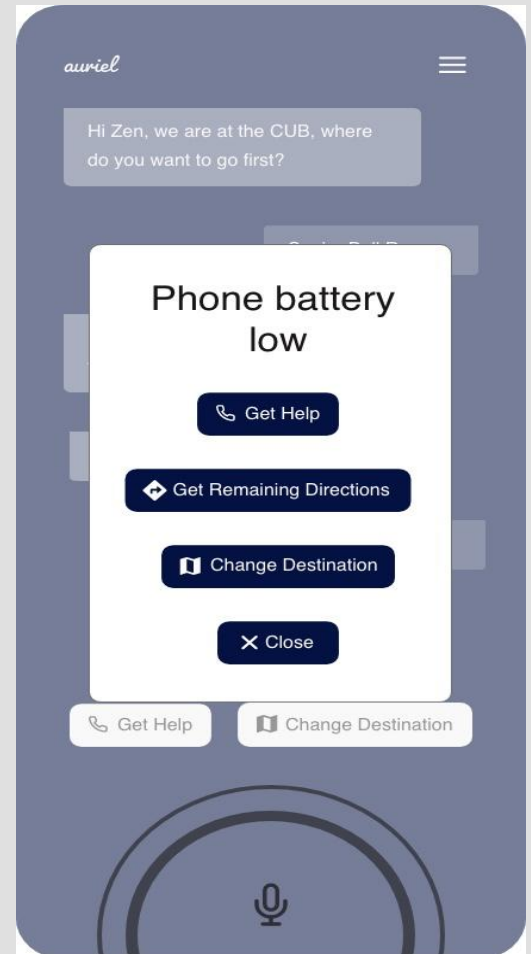 auriel
Hi Zen, we are at the CUB, where
do you want to go first?
Phone battery
low
Get Help
Get Remaining Directions
Change Destination
Close
Get Help
Change Destination